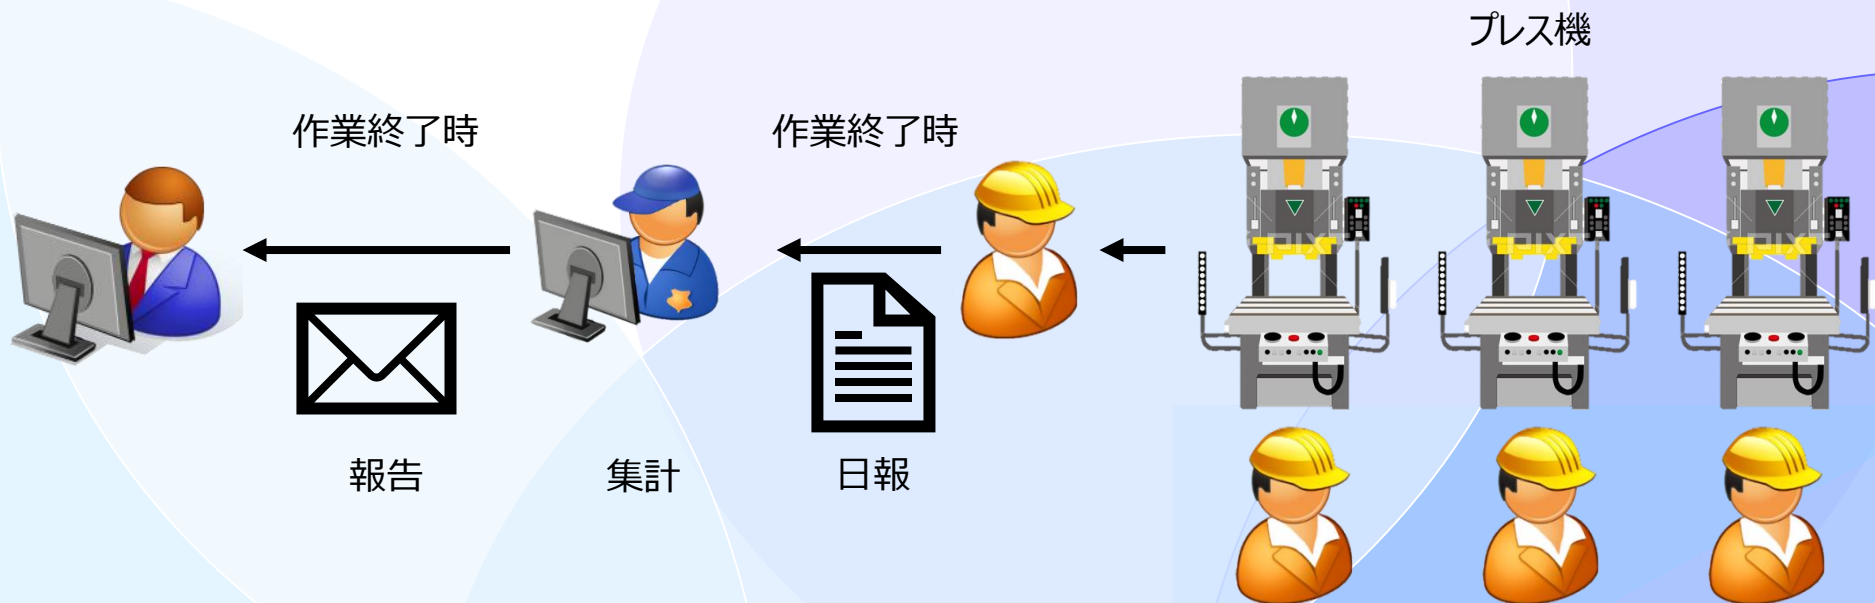 プレス機
作業終了時
作業終了時
報告
集計
日報